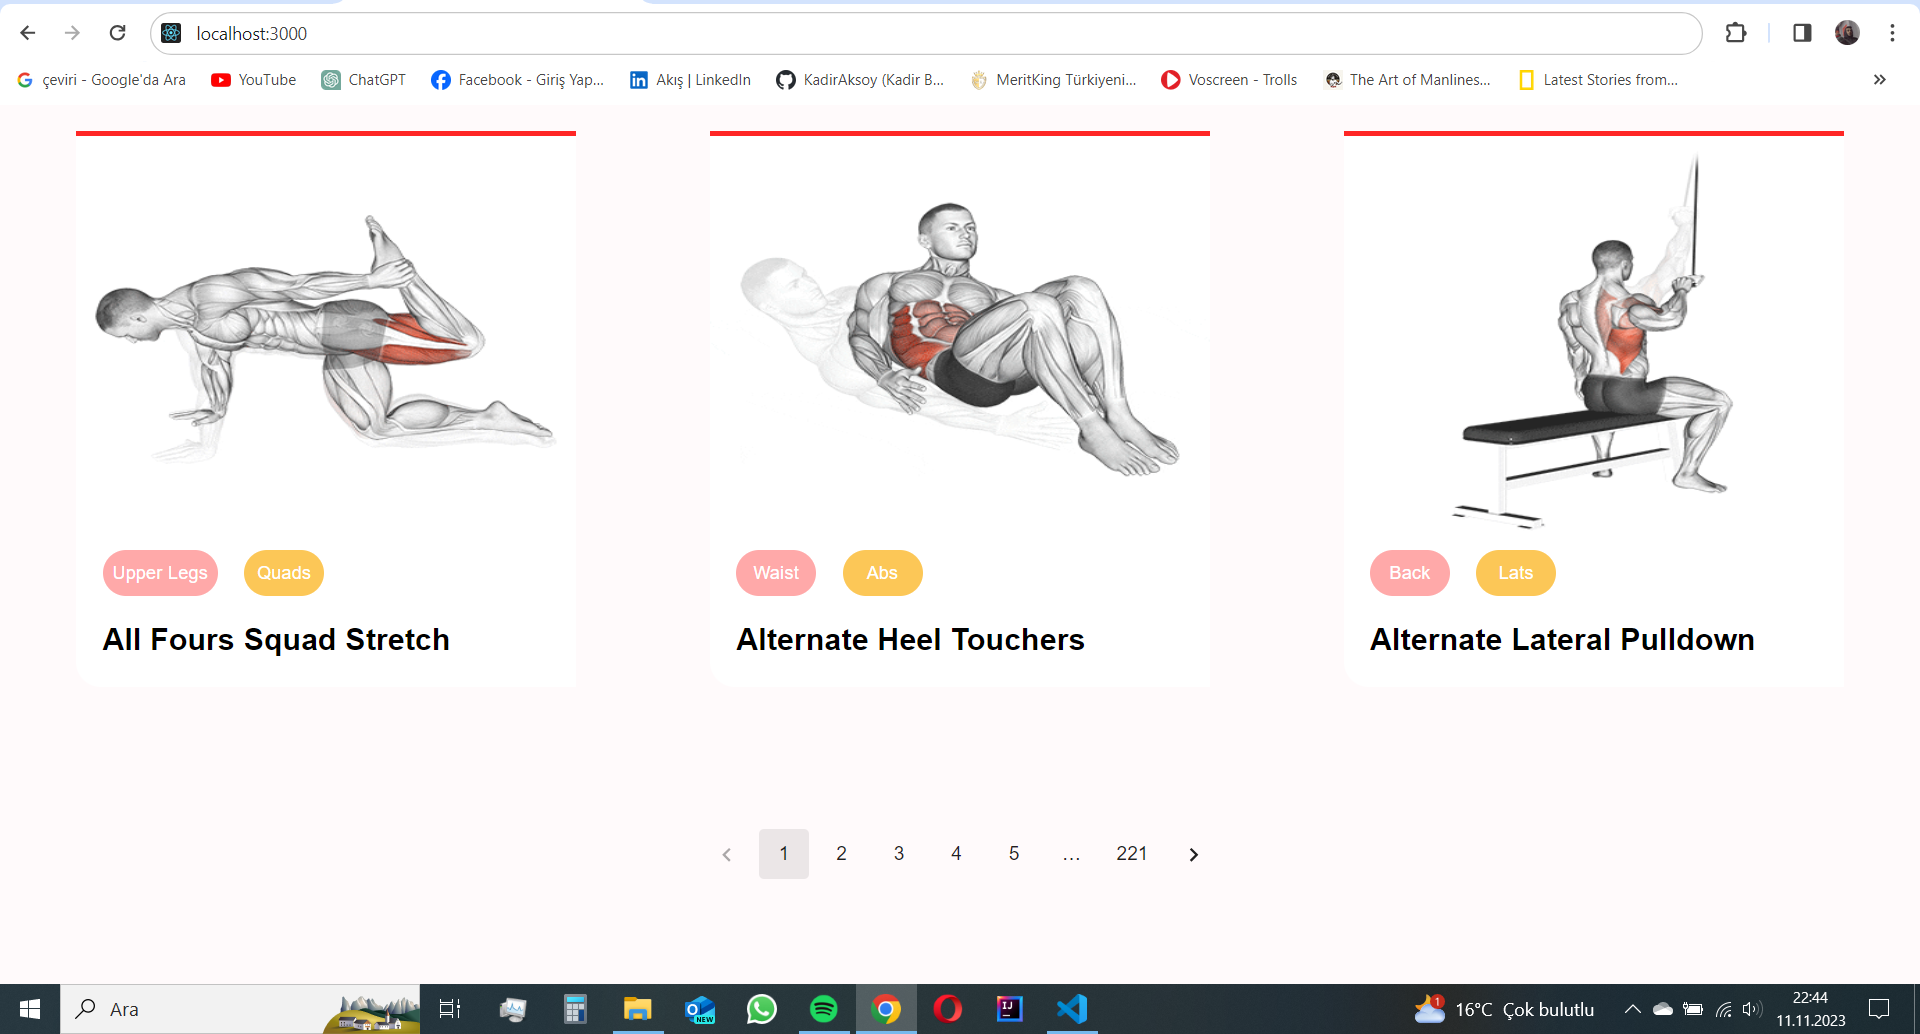 localhost:3000
çeviri - Google'da Ara YouTube ChatGPT Facebook - Giriş Yap... Akış | LinkedIn KadirAksoy (Kadir B... MeritKing Türkiyeni... Voscreen - Trolls The Art of Manlines... Latest Stories from... »
Upper Legs Quads Waist Abs Back Lats
All Fours Squad Stretch Alternate Heel Touchers Alternate Lateral Pulldown
1 2 3 4 5 ... 221
Ara NEW IJ 1 16°C Çok bulutlu 22:44
11.11.2023